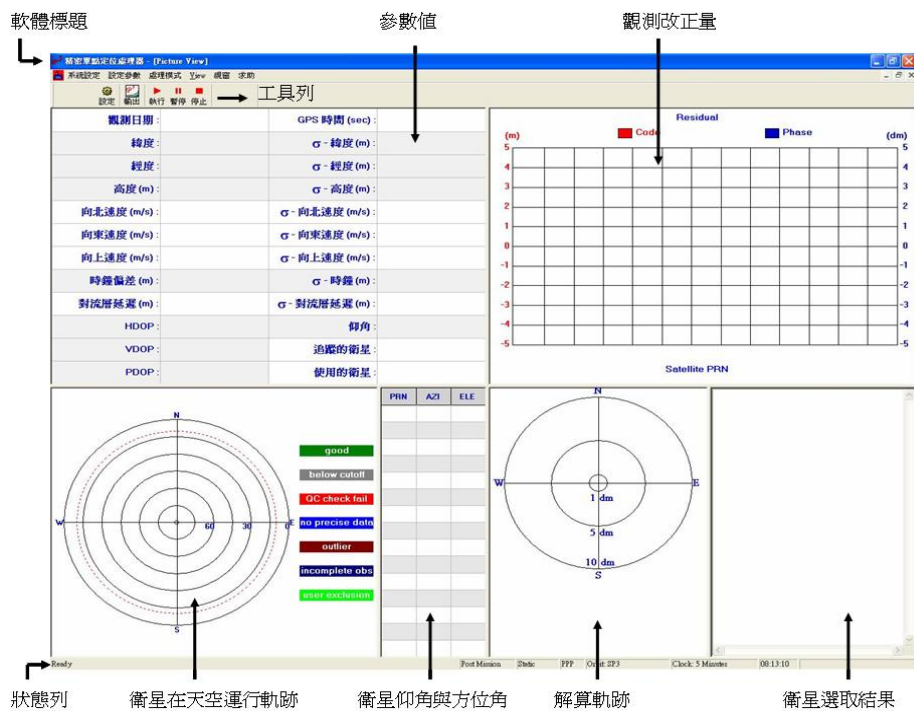 軟體標題
參數值
觀測改正量
精密單點定位處理器 - [Picture View]
系統設定 設定參數 處理模式 View 視窗 求助
設定 輸出 執行 暫停 停止
工具列
觀測日期 :
GPS 時間 (sec) :
緯度 :
σ - 緯度 (m) :
經度 :
σ - 經度 (m) :
高度 (m) :
σ - 高度 (m) :
向北速度 (m/s) :
σ - 向北速度 (m/s) :
向東速度 (m/s) :
σ - 向東速度 (m/s) :
向上速度 (m/s) :
σ - 向上速度 (m/s) :
時鐘偏差 (m) :
σ - 時鐘 (m) :
對流層延遲 (m) :
σ - 對流層延遲 (m) :
HDOP :
仰角 :
VDOP :
追蹤的衛星 :
PDOP :
使用的衛星 :
Residual
Code
Phase
(m)
(dm)
5 5
4 4
3 3
2 2
1 1
0 0
-1 -1
-2 -2
-3 -3
-4 -4
-5 -5
Satellite PRN
N
W
60 30 0
E
S
good
below cutoff
QC check fail
no precise data
outlier
incomplete obs
user exclusion
PRN AZI ELE
N
W
E
1 dm
5 dm
10 dm
S
Ready
Post Mission Static PPP Orbit: SP3 Clock: 5 Minutes 08:13:10
狀態列
衛星在天空運行軌跡
衛星仰角與方位角
解算軌跡
衛星選取結果